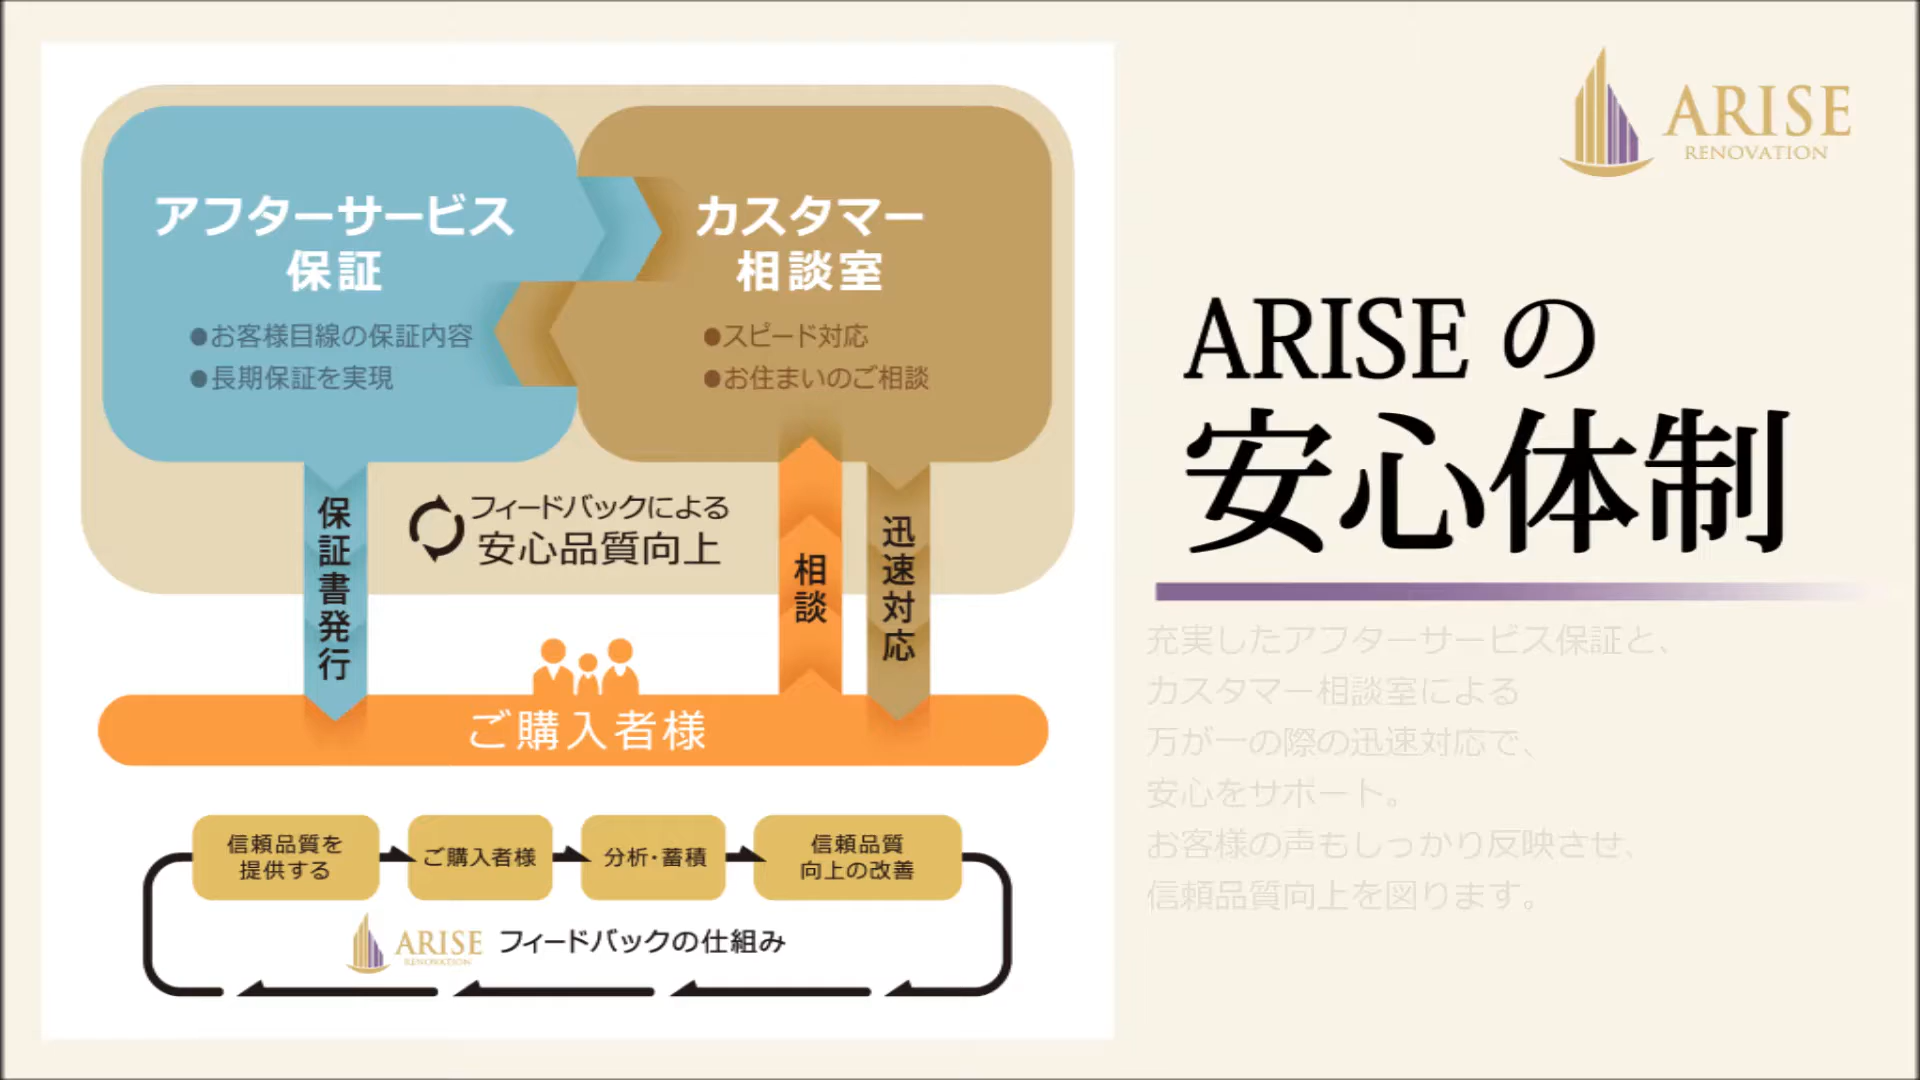 アフターサービス
保証
●お客様目線の保証内容
●長期保証を実現
カスタマー
相談室
●スピード対応
●お住まいのご相談
保証書発行
フィードバックによる
安心品質向上
相談
迅速対応
ご購入者様
信頼品質を
提供する
ご購入者様
分析・蓄積
信頼品質
向上の改善
ARISE
RENOVATION
フィードバックの仕組み
ARISE
RENOVATION
ARISE の
安心体制
充実したアフターサービス保証と、
カスタマー相談室による
万が一の際の迅速対応で、
安心をサポート。
お客様の声もしっかり反映させ、
信頼品質向上を図ります。